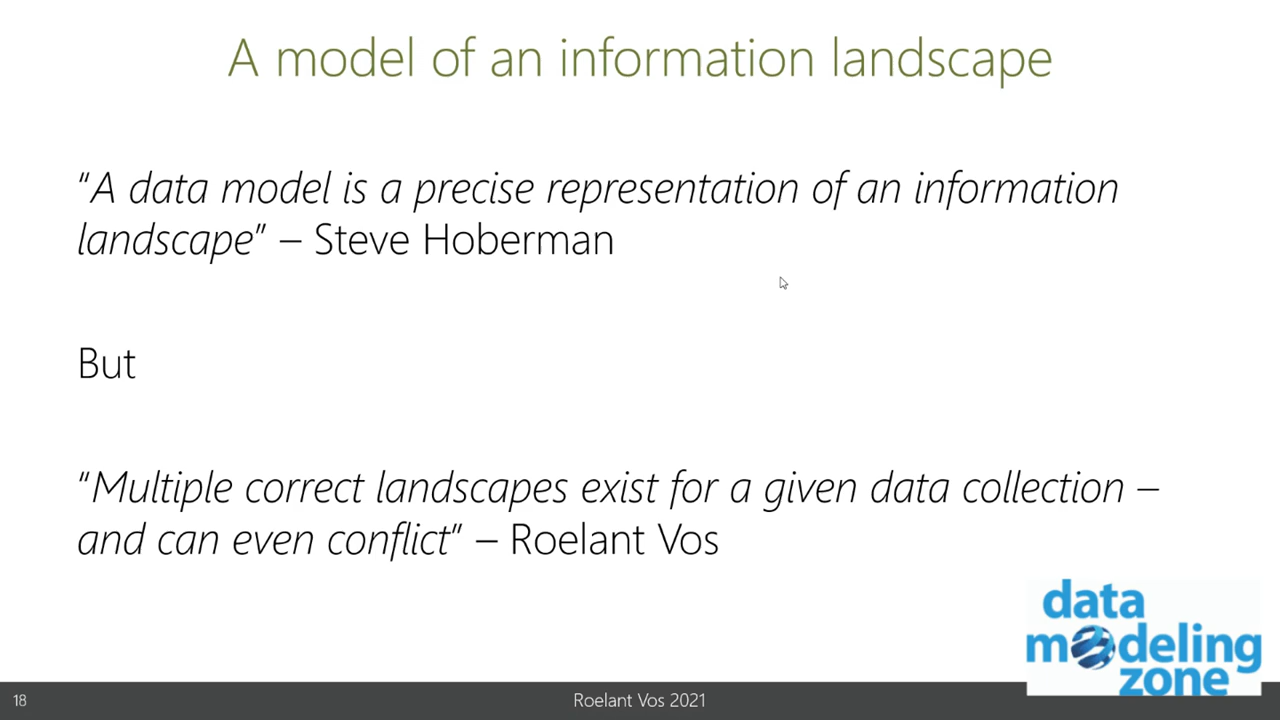 A model of an information landscape
“A data model is a precise representation of an information
landscape” – Steve Hoberman
But
“Multiple correct landscapes exist for a given data collection –
and can even conflict” – Roelant Vos
data
modeling
zone
18
Roelant Vos 2021